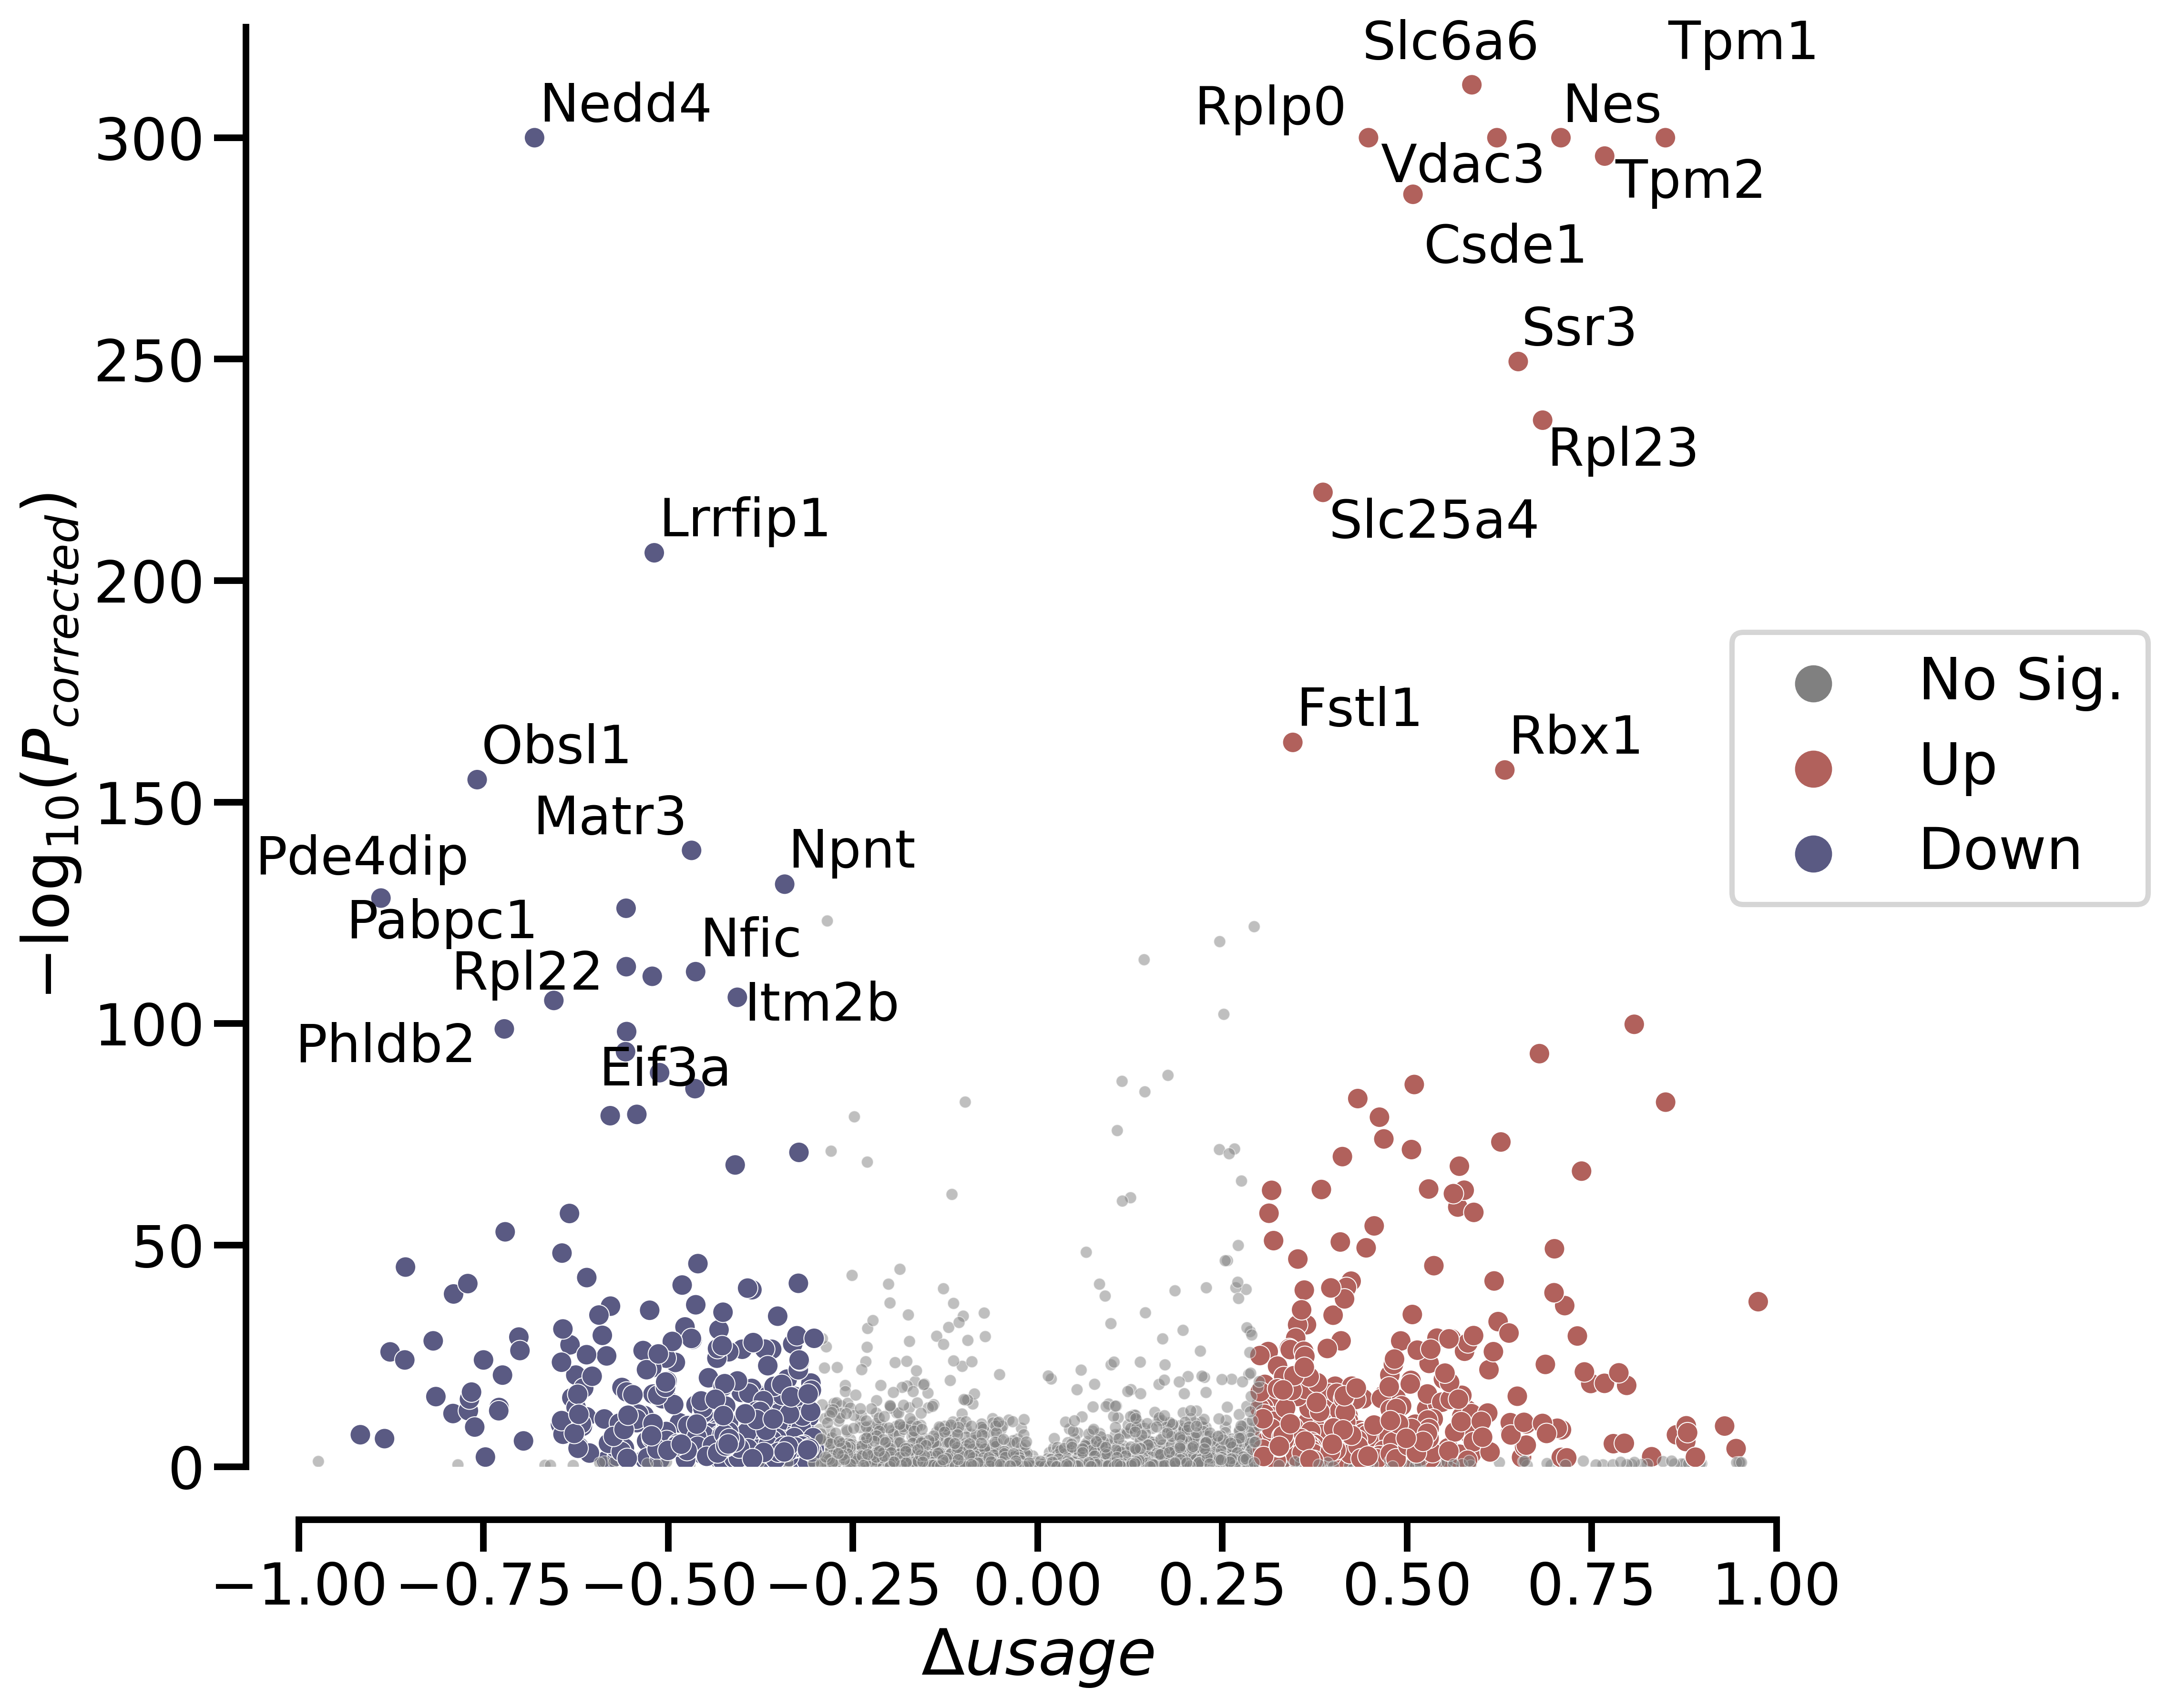 Slc6a6
Tpm1
Nedd4
Rplp0
Nes
Vdac3
Tpm2
Csde1
Ssr3
Rpl23
Lrrfip1
Slc25a4
Fstl1
Rbx1
Obsl1
Matr3
Npnt
Pde4dip
Pabpc1
Nfic
Rpl22
Itm2b
Phldb2
Eif3a
No Sig.
Up
Down
300
250
200
150
100
50
0
−log10(Pcorrected)
−1.00 −0.75 −0.50 −0.25 0.00 0.25 0.50 0.75 1.00
Δusage